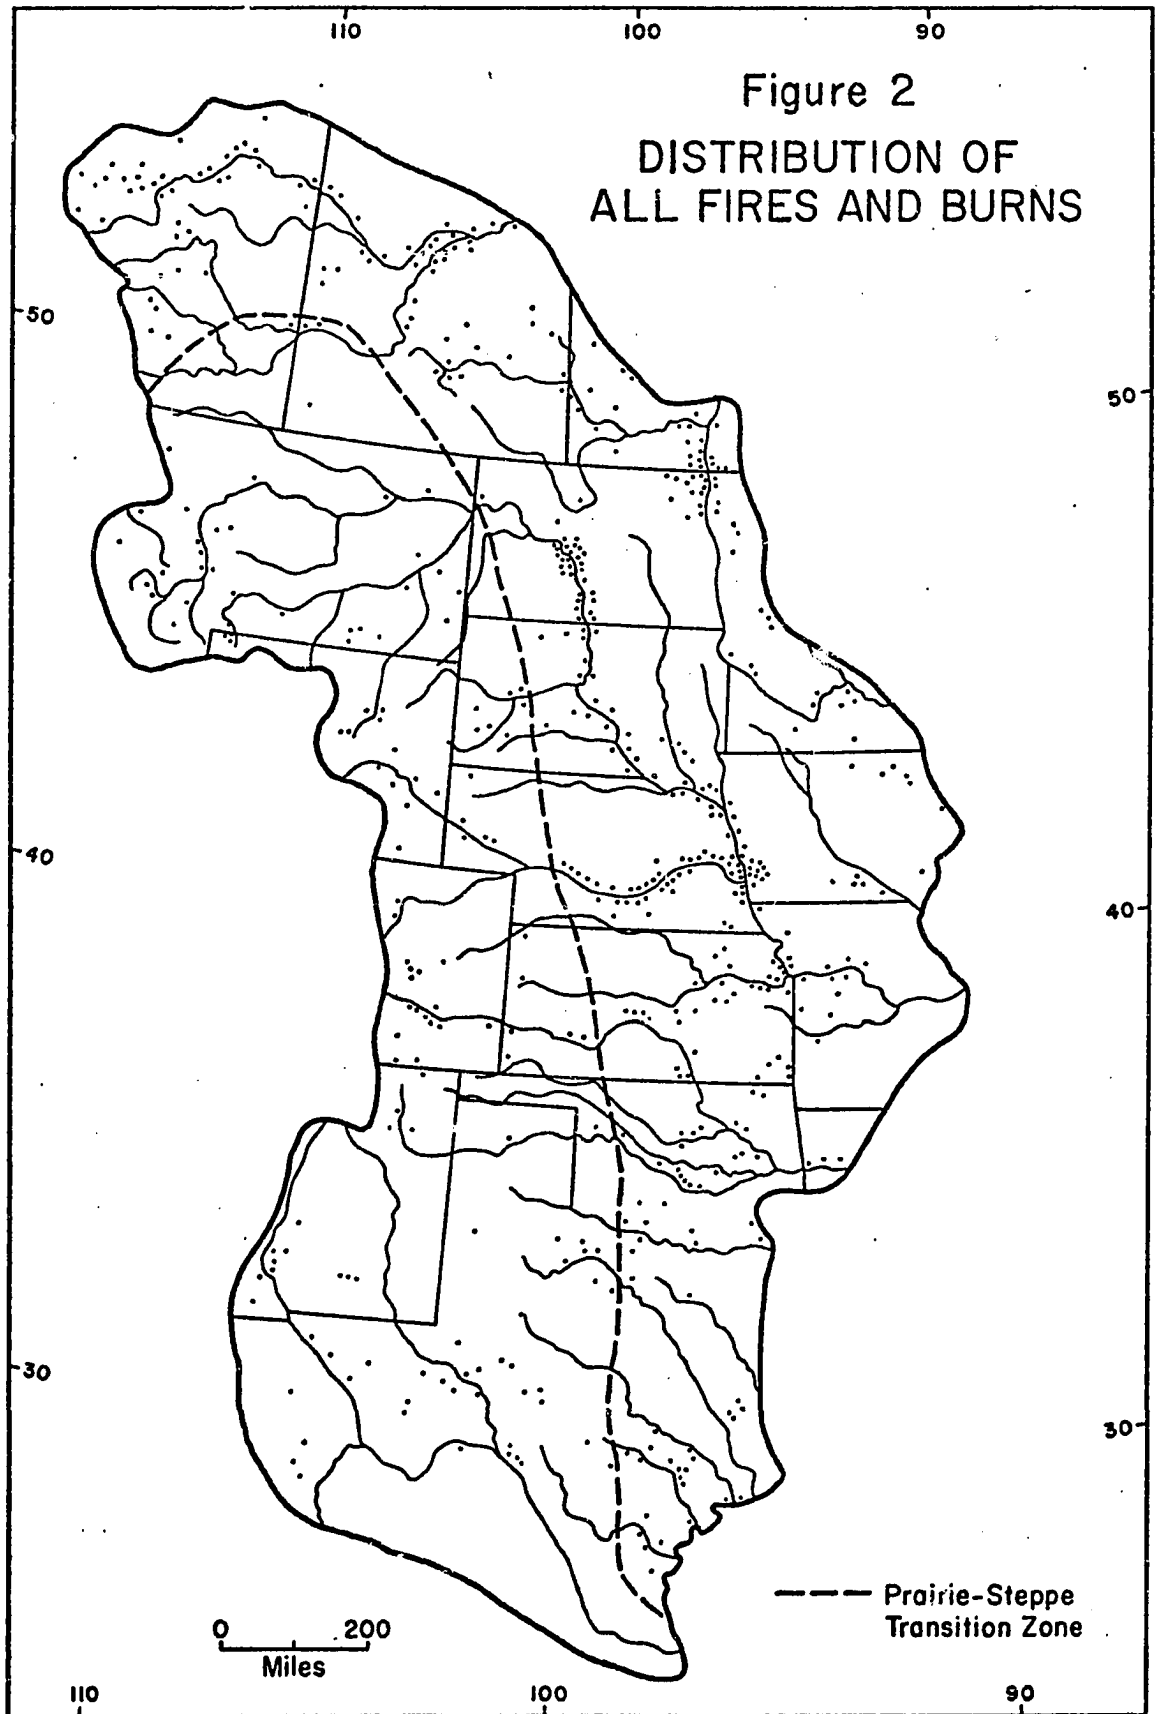 110 100 90
Figure 2
DISTRIBUTION OF
ALL FIRES AND BURNS
50
50
40
40
30
30
Prairie-Steppe
Transition Zone
0 200
Miles
110 100 90